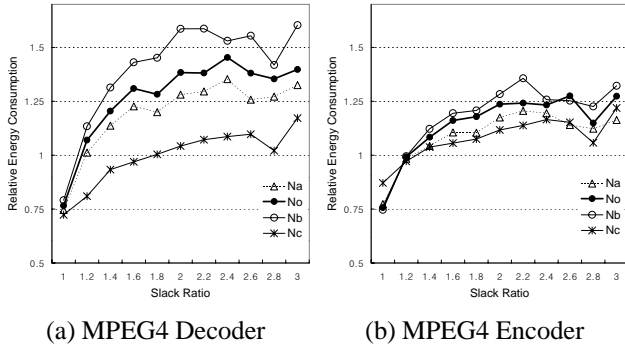 Relative Energy Consumption
1.5
1.25
1
0.75
0.5
Na
No
Nb
Nc
1 1.2 1.4 1.6 1.8 2 2.2 2.4 2.6 2.8 3
Slack Ratio
(a) MPEG4 Decoder
Relative Energy Consumption
1.5
1.25
1
0.75
0.5
Na
No
Nb
Nc
1 1.2 1.4 1.6 1.8 2 2.2 2.4 2.6 2.8 3
Slack Ratio
(b) MPEG4 Encoder